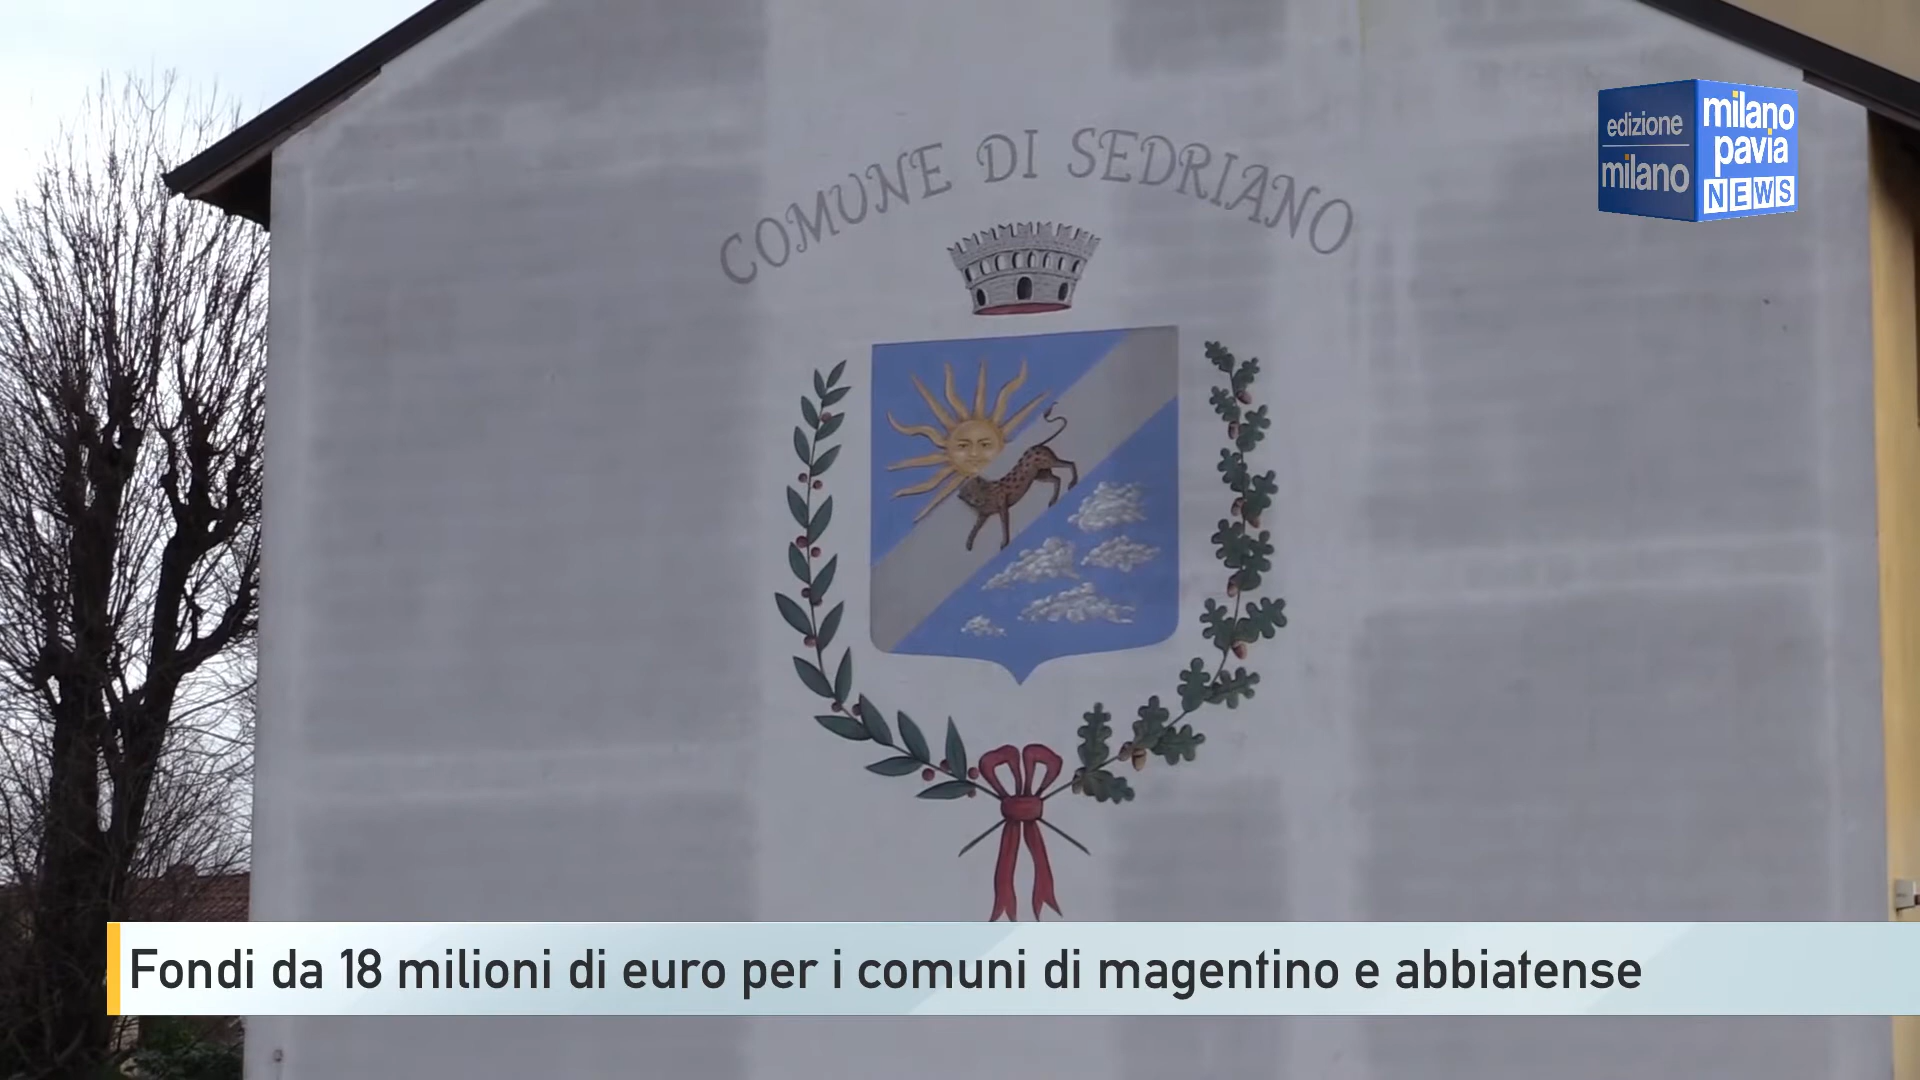 COMUNE DI SEDRIANO
edizione
milano
milano
pavia
NEWS
Fondi da 18 milioni di euro per i comuni di magentino e abbiatense